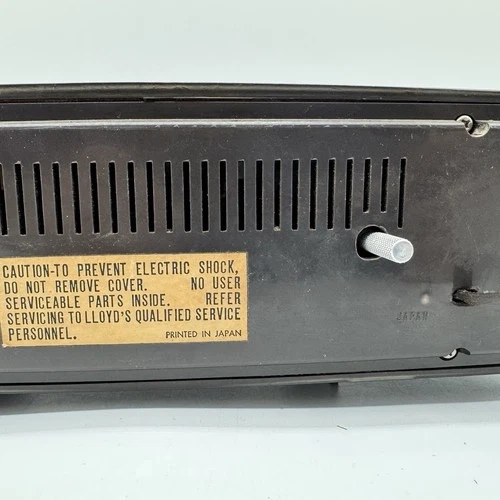 CAUTION-TO PREVENT ELECTRIC SHOCK,
DO NOT REMOVE COVER. NO USER
SERVICEABLE PARTS INSIDE. REFER
SERVICING TO LLOYD'S QUALIFIED SERVICE
PERSONNEL. PRINTED IN JAPAN
JAPAN